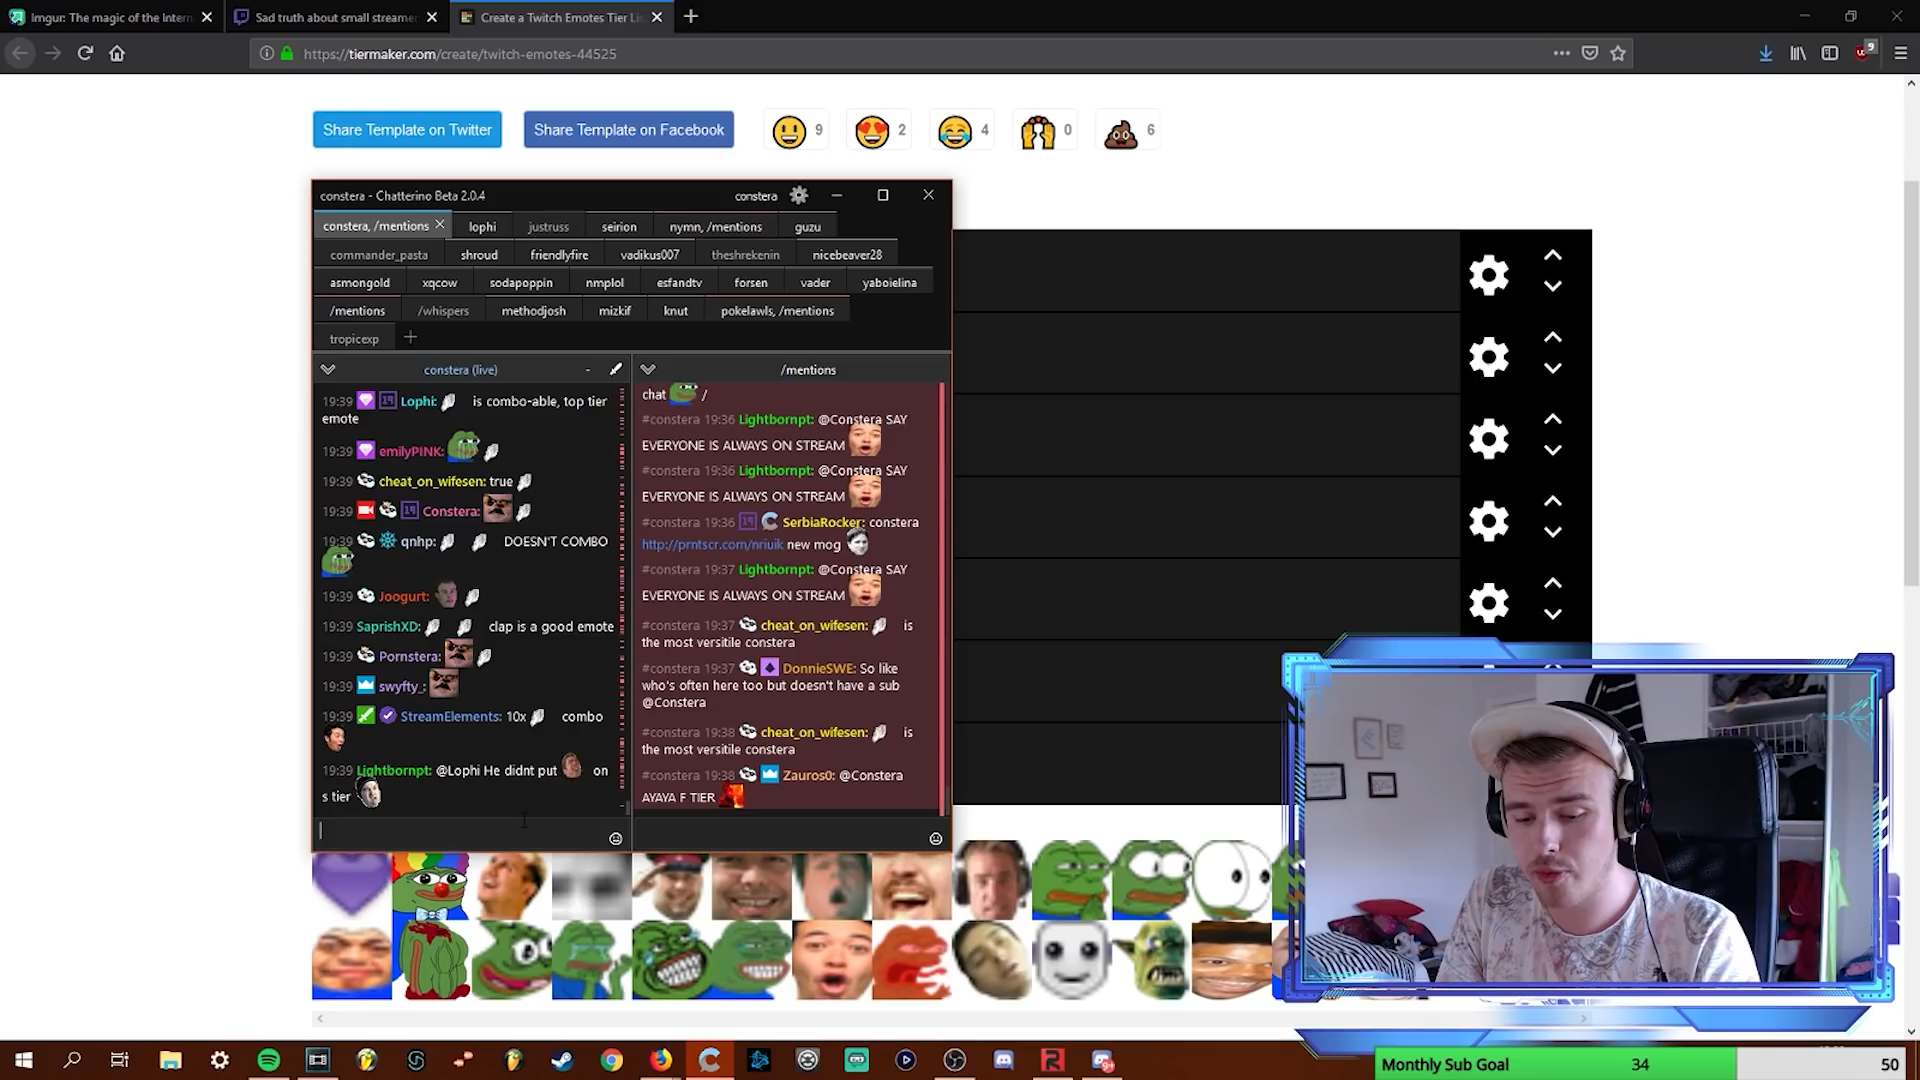 Imgur: The magic of the Intern
Sad truth about small streamer
Create a Twitch Emotes Tier Lis
https://tiermaker.com/create/twitch-emotes-44525
9
Share Template on Twitter
Share Template on Facebook
9
2
4
0
6
constera - Chatterino Beta 2.0.4
constera
constera, /mentions
lophi
justruss
seirion
nymn, /mentions
guzu
commander_pasta
shroud
friendlyfire
vadikus007
theshrekenin
nicebeaver28
asmongold
xqcow
sodapoppin
nmplol
esfandtv
forsen
vader
yaboielina
/mentions
/whispers
methodjosh
mizkif
knut
pokelawls, /mentions
tropicexp
constera (live)
19:39 Lophi: is combo-able, top tier
emote
19:39 emilyPINK:
19:39 cheat_on_wifesen: true
19:39 Constera:
19:39 qnhp: DOESN'T COMBO
19:39 Joogurt:
19:39 SaprishXD: clap is a good emote
19:39 Pornstera:
19:39 swyfty_:
19:39 StreamElements: 10x combo
19:39 Lightbornpt: @Lophi He didnt put on
s tier
/mentions
chat /
#constera 19:36 Lightbornpt: @Constera SAY
EVERYONE IS ALWAYS ON STREAM
#constera 19:36 Lightbornpt: @Constera SAY
EVERYONE IS ALWAYS ON STREAM
#constera 19:36 SerbiaRocker: constera
http://prntscr.com/nriuik new mog
#constera 19:37 Lightbornpt: @Constera SAY
EVERYONE IS ALWAYS ON STREAM
#constera 19:37 cheat_on_wifesen: is
the most versitile constera
#constera 19:37 DonnieSWE: So like
who's often here too but doesn't have a sub
@Constera
#constera 19:38 cheat_on_wifesen: is
the most versitile constera
#constera 19:38 Zauros0: @Constera
AYAYA F TIER
Monthly Sub Goal
34
50